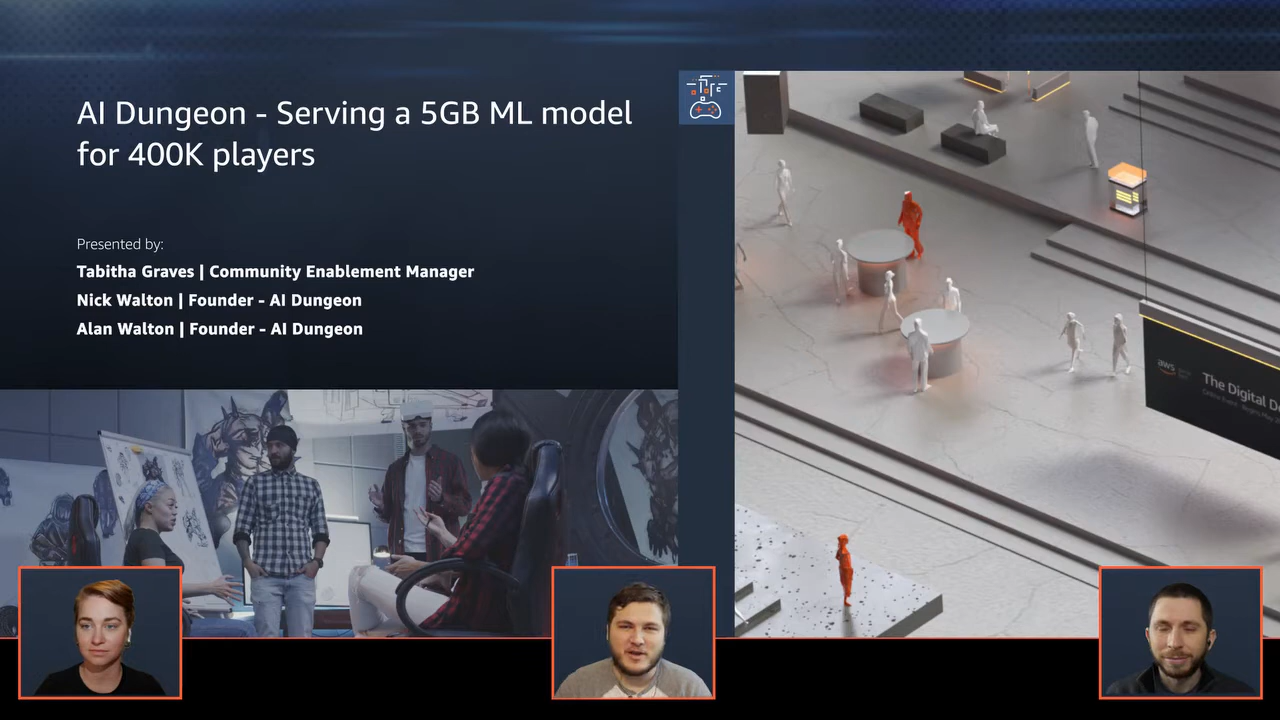 AI Dungeon - Serving a 5GB ML model
for 400K players
Presented by:
Tabitha Graves | Community Enablement Manager
Nick Walton | Founder - AI Dungeon
Alan Walton | Founder - AI Dungeon
aws
The Digital